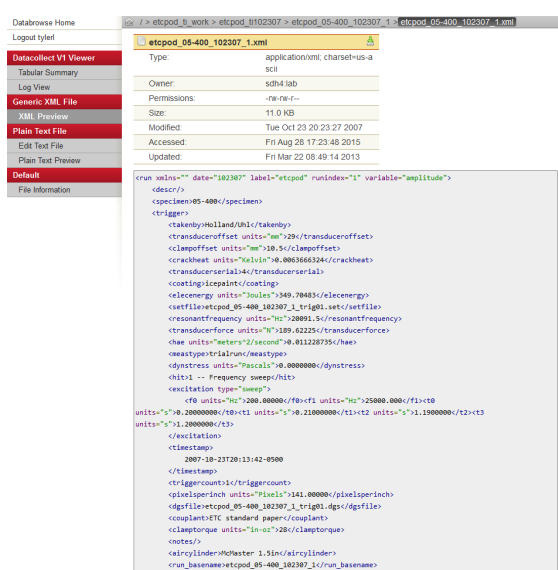 Databrowse Home
Logout tylerl
Datacollect V1 Viewer
Tabular Summary
Log View
Generic XML File
XML Preview
Plain Text File
Edit Text File
Plain Text Preview
Default
File Information
/ > etcpod_ti_work > etcpod_ti102307 > etcpod_05-400_102307_1 > etcpod_05-400_102307_1.xml
etcpod_05-400_102307_1.xml
Type: application/xml; charset=us-a
scii
Owner: sdh4:lab
Permissions: -rw-rw-r--
Size: 11.0 KB
Modified: Tue Oct 23 20:23:27 2007
Accessed: Fri Aug 28 17:23:48 2015
Updated: Fri Mar 22 08:49:14 2013
<run xmlns="" date="102307" label="etcpod" runindex="1" variable="amplitude">
<descr/>
<specimen>05-400</specimen>
<trigger>
<takenby>Holland/Uhl</takenby>
<transduceroffset units="mm">29</transduceroffset>
<clampoffset units="mm">10.5</clampoffset>
<crackheat units="Kelvin">0.0063666324</crackheat>
<transducerserial>4</transducerserial>
<coating>icepaint</coating>
<elecenergy units="Joules">349.70483</elecenergy>
<setfile>etcpod_05-400_102307_1_trig01.set</setfile>
<resonantfrequency units="Hz">20091.5</resonantfrequency>
<transducerforce units="N">189.62225</transducerforce>
<hae units="meters^2/second">0.011228735</hae>
<meastype>trialrun</meastype>
<dynstress units="Pascals">0.0000000</dynstress>
<hit>1 -- Frequency sweep</hit>
<excitation type="sweep">
<f0 units="Hz">200.00000</f0><f1 units="Hz">25000.000</f1><t0
units="s">0.20000000</t0><t1 units="s">0.21000000</t1><t2 units="s">1.1900000</t2><t3
units="s">1.2000000</t3>
</excitation>
<timestamp>
2007-10-23T20:13:42-0500
</timestamp>
<triggercount>1</triggercount>
<pixelsperinch units="Pixels">141.00000</pixelsperinch>
<dgsfile>etcpod_05-400_102307_1_trig01.dgs</dgsfile>
<couplant>ETC standard paper</couplant>
<clamptorque units="in-oz">28</clamptorque>
<notes/>
<aircylinder>McMaster 1.5in</aircylinder>
<run_basename>etcpod_05-400_102307_1</run_basename>